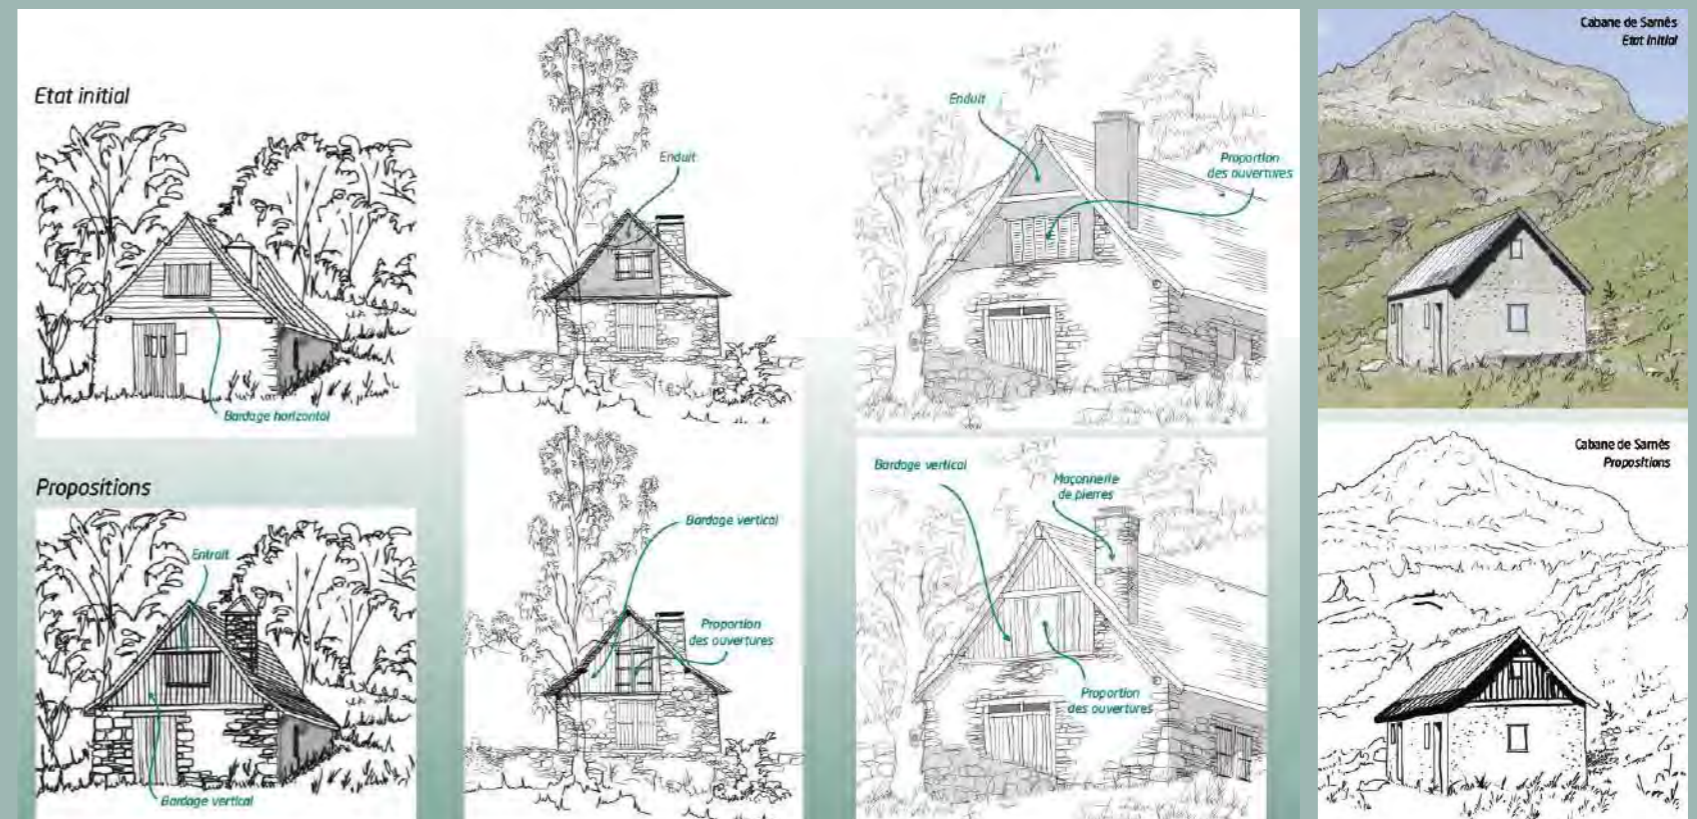 Etat initial
Bardage horizontal
Enduit
Enduit
Proportion
des ouvertures
Cabane de Sarnès
Etat initial
Propositions
Entrait
Bardage vertical
Bardage vertical
Proportion
des ouvertures
Bardage vertical
Maçonnerie
de pierres
Proportion
des ouvertures
Cabane de Sarnès
Propositions